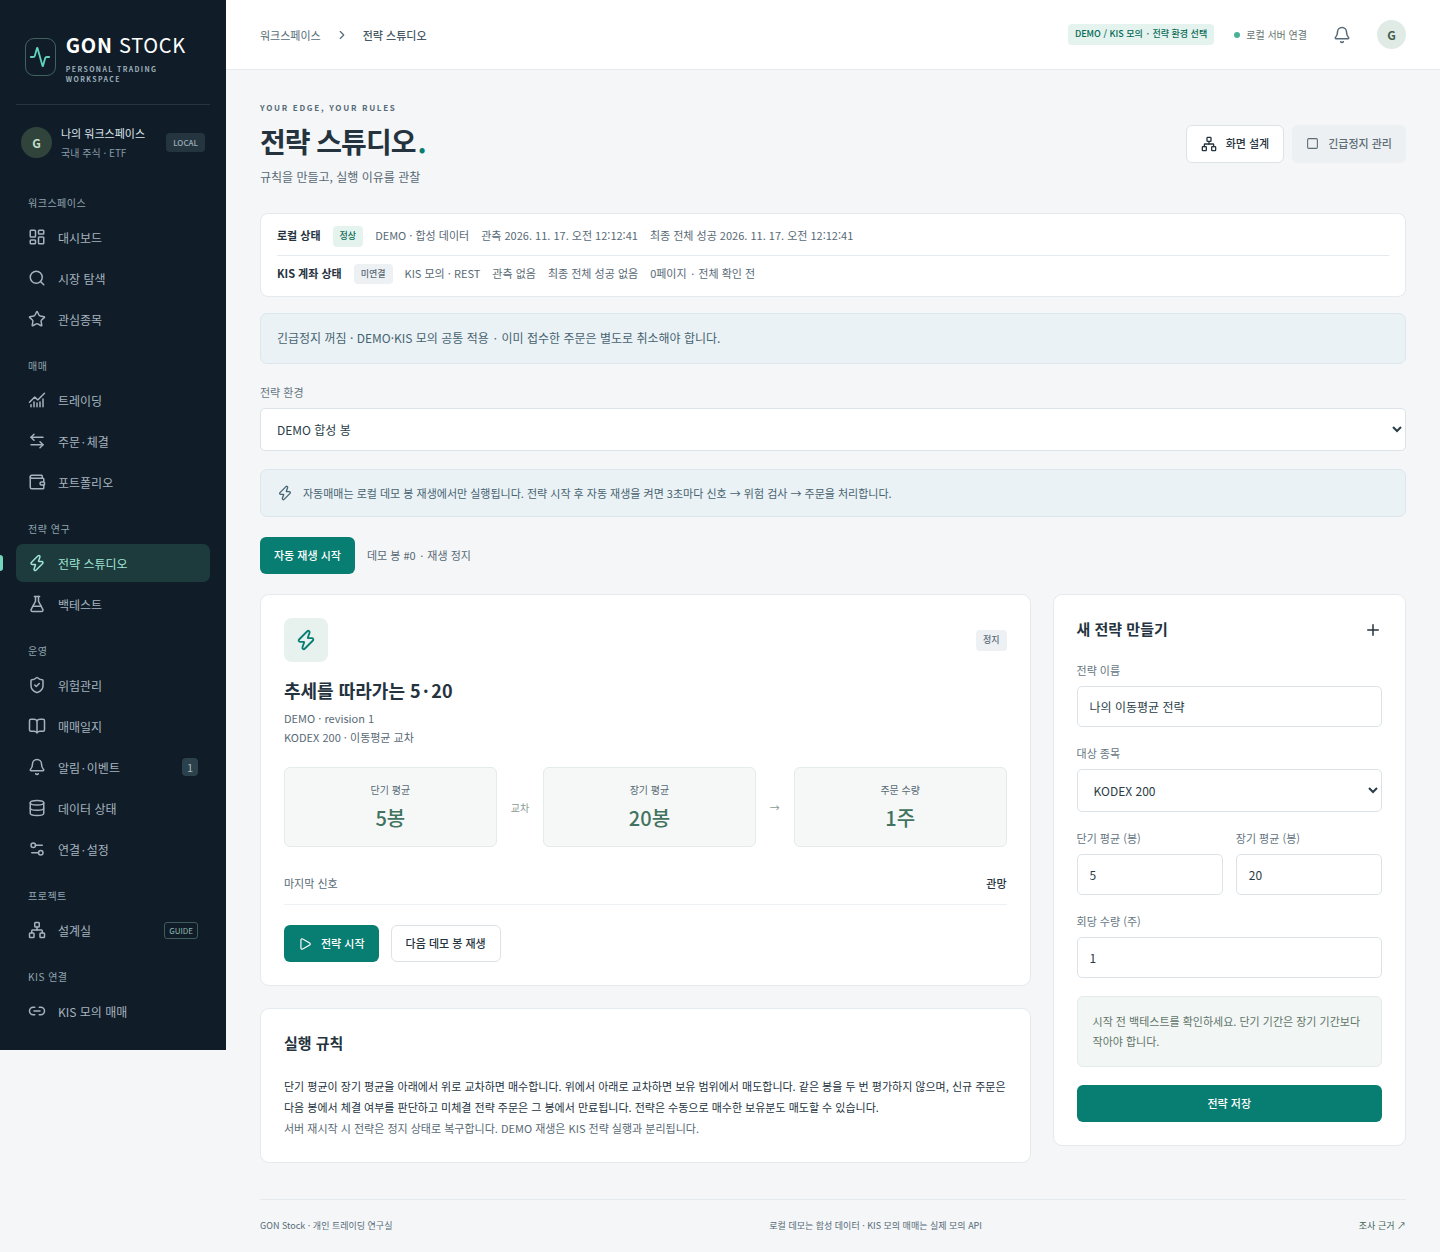 GON STOCK
PERSONAL TRADING
WORKSPACE
G
나의 워크스페이스
국내 주식 · ETF
LOCAL
워크스페이스
대시보드
시장 탐색
관심종목
매매
트레이딩
주문·체결
포트폴리오
전략 연구
전략 스튜디오
백테스트
운영
위험관리
매매일지
알림·이벤트
1
데이터 상태
연결·설정
프로젝트
설계실
GUIDE
KIS 연결
KIS 모의 매매
워크스페이스
전략 스튜디오
DEMO / KIS 모의 · 전략 환경 선택
로컬 서버 연결
G
YOUR EDGE, YOUR RULES
전략 스튜디오.
규칙을 만들고, 실행 이유를 관찰
화면 설계
긴급정지 관리
로컬 상태 정상 DEMO · 합성 데이터 관측 2026. 11. 17. 오전 12:12:41 최종 전체 성공 2026. 11. 17. 오전 12:12:41
KIS 계좌 상태 미연결 KIS 모의 · REST 관측 없음 최종 전체 성공 없음 0페이지 · 전체 확인 전
긴급정지 꺼짐 · DEMO·KIS 모의 공통 적용 · 이미 접수한 주문은 별도로 취소해야 합니다.
전략 환경
DEMO 합성 봉
자동매매는 로컬 데모 봉 재생에서만 실행됩니다. 전략 시작 후 자동 재생을 켜면 3초마다 신호 → 위험 검사 → 주문을 처리합니다.
자동 재생 시작
데모 봉 #0 · 재생 정지
정지
추세를 따라가는 5·20
DEMO · revision 1
KODEX 200 · 이동평균 교차
단기 평균
5봉
교차
장기 평균
20봉
→
주문 수량
1주
마지막 신호
관망
전략 시작
다음 데모 봉 재생
실행 규칙
단기 평균이 장기 평균을 아래에서 위로 교차하면 매수합니다. 위에서 아래로 교차하면 보유 범위에서 매도합니다. 같은 봉을 두 번 평가하지 않으며, 신규 주문은
다음 봉에서 체결 여부를 판단하고 미체결 전략 주문은 그 봉에서 만료됩니다. 전략은 수동으로 매수한 보유분도 매도할 수 있습니다.
서버 재시작 시 전략은 정지 상태로 복구합니다. DEMO 재생은 KIS 전략 실행과 분리됩니다.
새 전략 만들기
전략 이름
나의 이동평균 전략
대상 종목
KODEX 200
단기 평균 (봉)
장기 평균 (봉)
5
20
회당 수량 (주)
1
시작 전 백테스트를 확인하세요. 단기 기간은 장기 기간보다
작아야 합니다.
전략 저장
GON Stock · 개인 트레이딩 연구실
로컬 데모는 합성 데이터 · KIS 모의 매매는 실제 모의 API
조사 근거 ↗